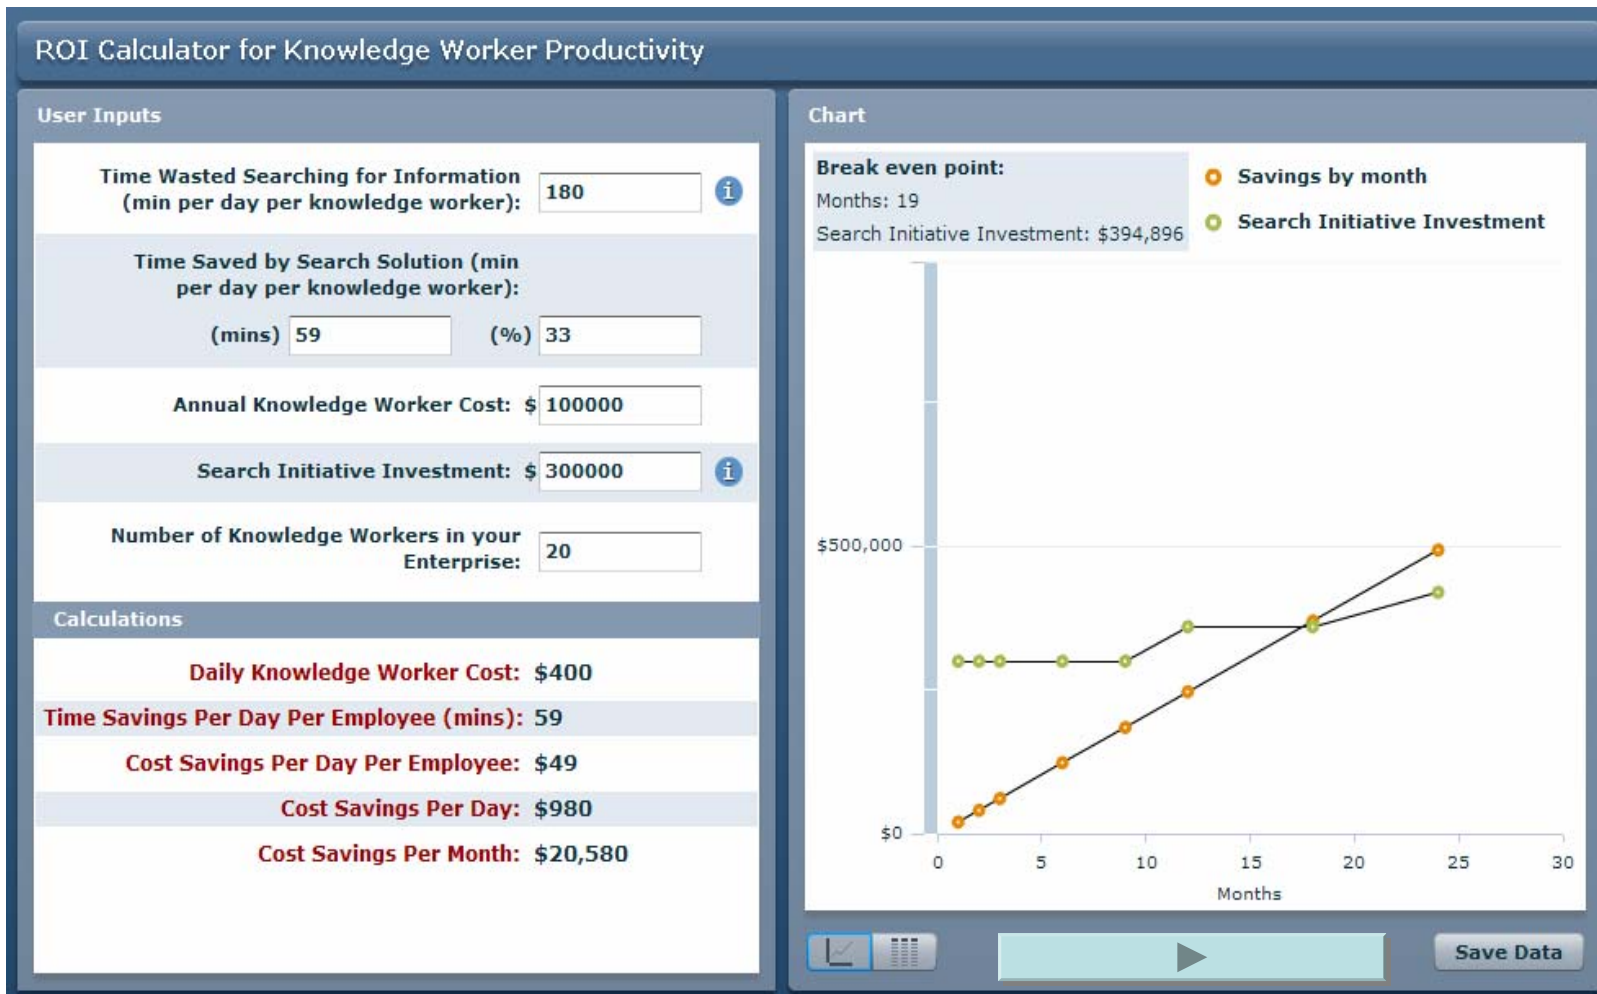 ROI Calculator for Knowledge Worker Productivity
User Inputs
Time Wasted Searching for Information
(min per day per knowledge worker):
180
i
Time Saved by Search Solution (min
per day per knowledge worker):
(mins) 59 (%) 33
Annual Knowledge Worker Cost: $ 100000
Search Initiative Investment: $ 300000
i
Number of Knowledge Workers in your
Enterprise:
20
Calculations
Daily Knowledge Worker Cost: $400
Time Savings Per Day Per Employee (mins): 59
Cost Savings Per Day Per Employee: $49
Cost Savings Per Day: $980
Cost Savings Per Month: $20,580
Chart
Break even point:
Months: 19
Search Initiative Investment: $394,896
Savings by month
Search Initiative Investment
$500,000
$0
0 5 10 15 20 25 30
Months
Save Data